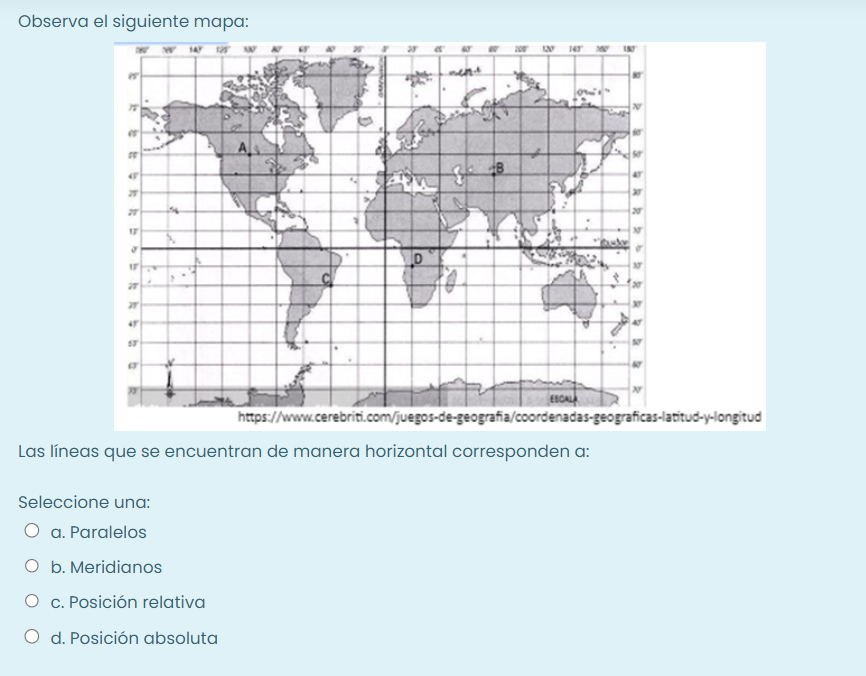 Observa el siguiente mapa:
A
B
C
D
ESCALA
https://www.cerebriti.com/juegos-de-geografia/coordenadas-geograficas-latitud-y-longitud
Las líneas que se encuentran de manera horizontal corresponden a:
Seleccione una:
a. Paralelos
b. Meridianos
c. Posición relativa
d. Posición absoluta